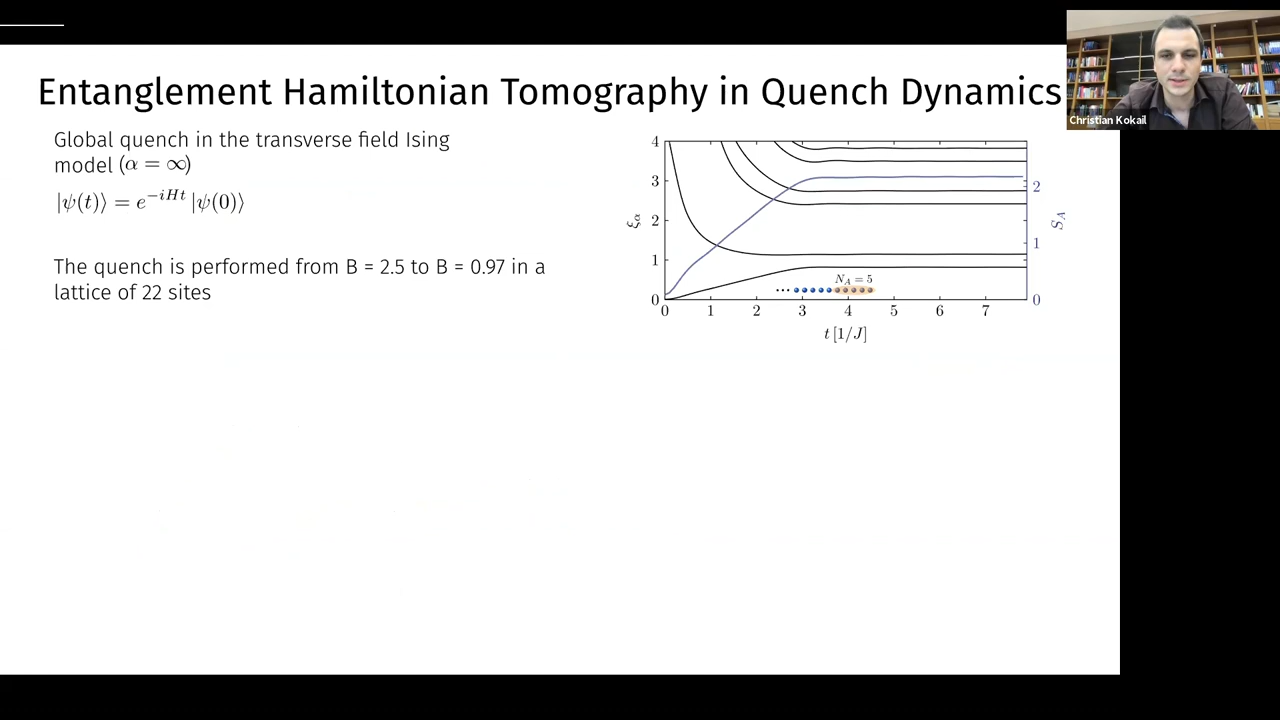 Entanglement Hamiltonian Tomography in Quench Dynamics
Christian Kokail
Global quench in the transverse field Ising
model (α = ∞)
|ψ(t)⟩ = e^{-iHt} |ψ(0)⟩
The quench is performed from B = 2.5 to B = 0.97 in a
lattice of 22 sites
4
3
2
1
0
ξα
2
1
0
S_A
N_A = 5
0 1 2 3 4 5 6 7
t [1/J]